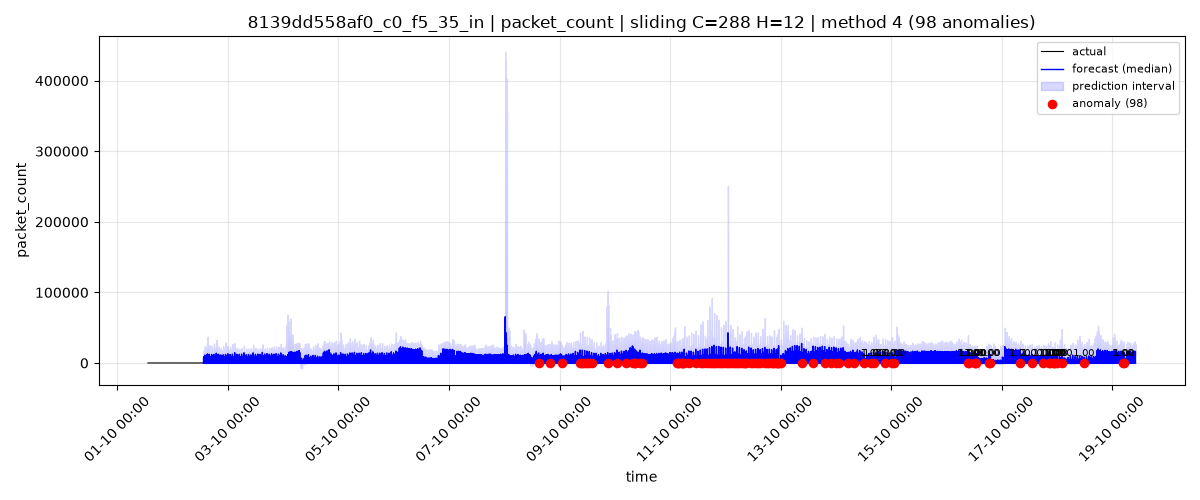 8139dd558af0_c0_f5_35_in | packet_count | sliding C=288 H=12 | method 4 (98 anomalies)
actual
forecast (median)
prediction interval
anomaly (98)
packet_count
400000
300000
200000
100000
0
01-10 00:00
03-10 00:00
05-10 00:00
07-10 00:00
09-10 00:00
11-10 00:00
13-10 00:00
15-10 00:00
17-10 00:00
19-10 00:00
time